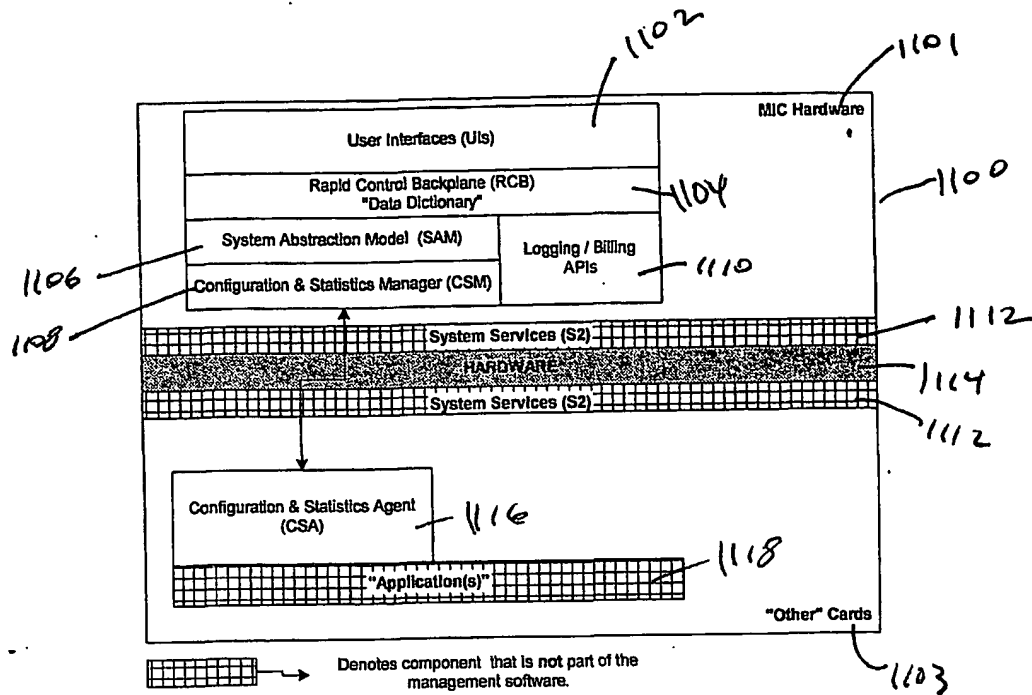 1102
1101
MIC Hardware
User Interfaces (UIs)
1100
Rapid Control Backplane (RCB)
"Data Dictionary"
1104
System Abstraction Model (SAM)
Logging / Billing
APIs
1106
1110
Configuration & Statistics Manager (CSM)
1108
System Services (S2)
1112
HARDWARE
1114
System Services (S2)
1112
Configuration & Statistics Agent
(CSA)
1116
"Application(s)"
1118
"Other" Cards
Denotes component that is not part of the
management software.
1103